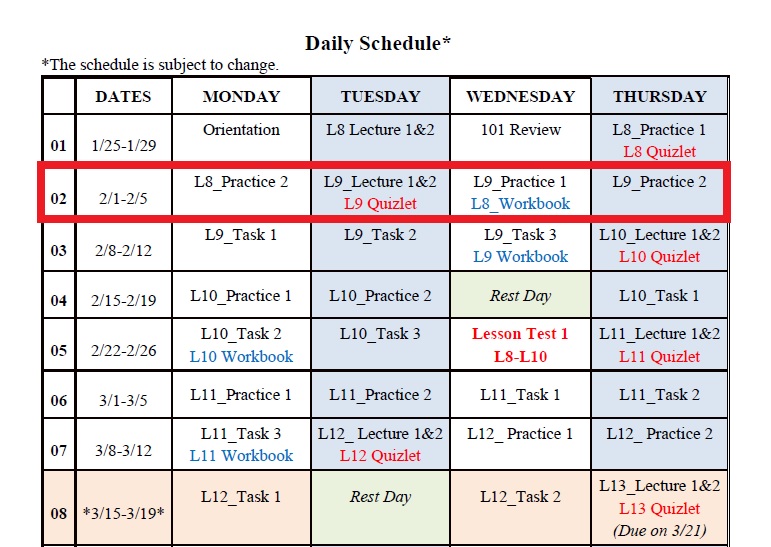 Daily Schedule*
*The schedule is subject to change.
DATES MONDAY TUESDAY WEDNESDAY THURSDAY
01 1/25-1/29 Orientation L8 Lecture 1&2 101 Review L8_Practice 1
L8 Quizlet
02 2/1-2/5 L8_Practice 2 L9_Lecture 1&2 L9_Practice 1 L9_Practice 2
L9 Quizlet L8_Workbook
03 2/8-2/12 L9_Task 1 L9_Task 2 L9_Task 3 L10_Lecture 1&2
L9 Workbook L10 Quizlet
04 2/15-2/19 L10_Practice 1 L10_Practice 2 Rest Day L10_Task 1
05 2/22-2/26 L10_Task 2 L10_Task 3 Lesson Test 1 L11_Lecture 1&2
L10 Workbook L8-L10 L11 Quizlet
06 3/1-3/5 L11_Practice 1 L11_Practice 2 L11_Task 1 L11_Task 2
07 3/8-3/12 L11_Task 3 L12_ Lecture 1&2 L12_ Practice 1 L12_ Practice 2
L11 Workbook L12 Quizlet
08 *3/15-3/19* L12_Task 1 Rest Day L12_Task 2 L13_Lecture 1&2
L13 Quizlet
(Due on 3/21)